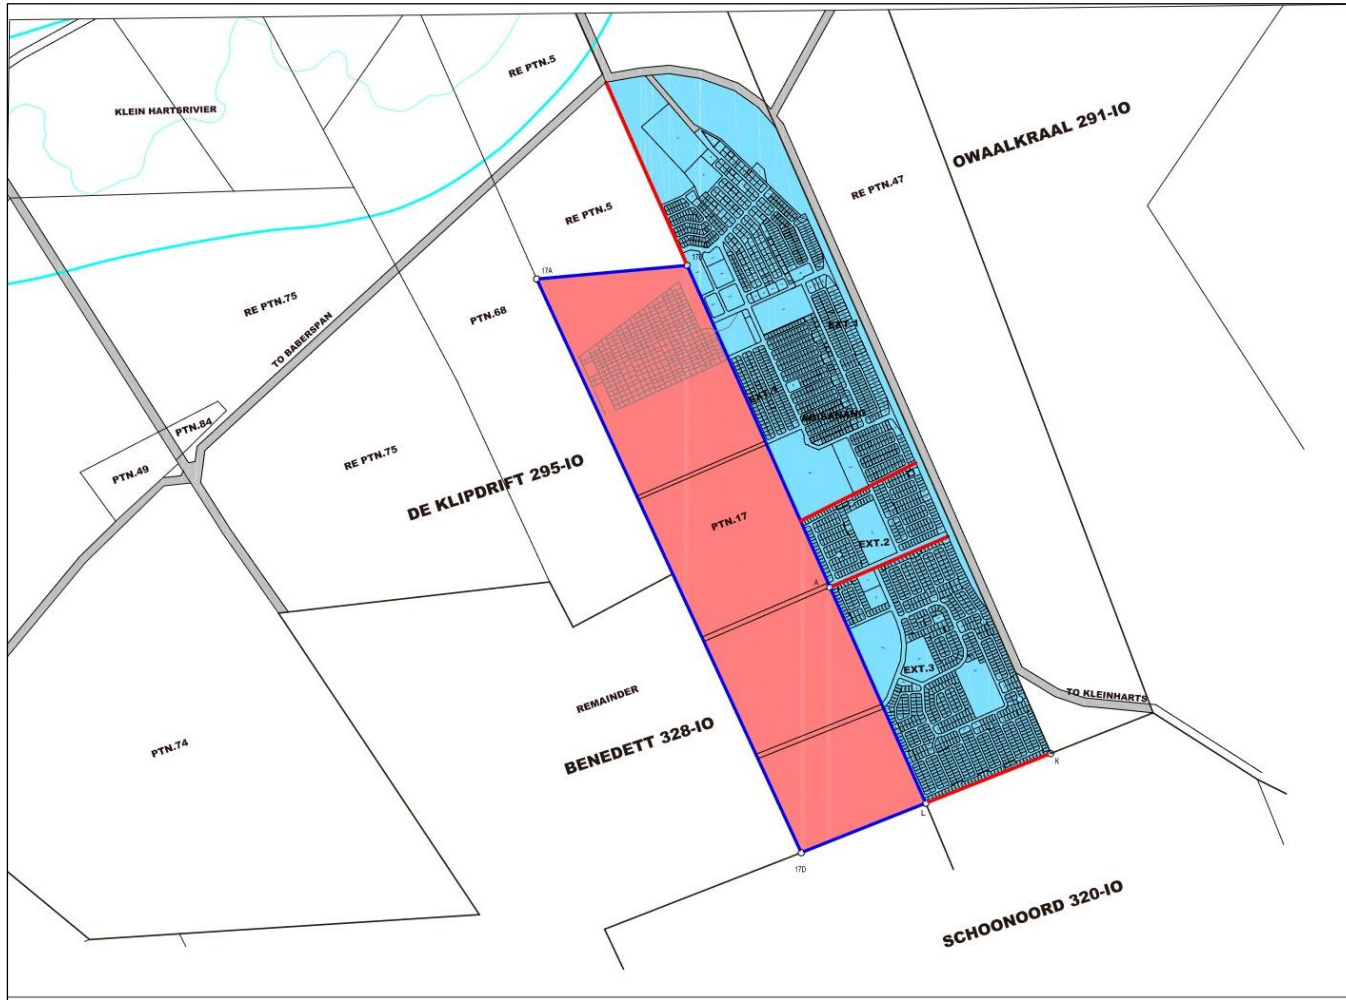 RE PTN.5
KLEIN HARTSRIVIER
OWAALKRAAL 291-IO
RE PTN.47
RE PTN.5
17A
RE PTN.75
PTN.68
TO BABERSPAN
EXT.1
EXT.4
AGISANANG
PTN.84
PTN.49
RE PTN.75
DE KLIPDRIFT 295-IO
PTN.17
EXT.2
A
EXT.3
REMAINDER
TO KLEINHARTS
BENEDETT 328-IO
PTN.74
K
L
17D
SCHOONOORD 320-IO